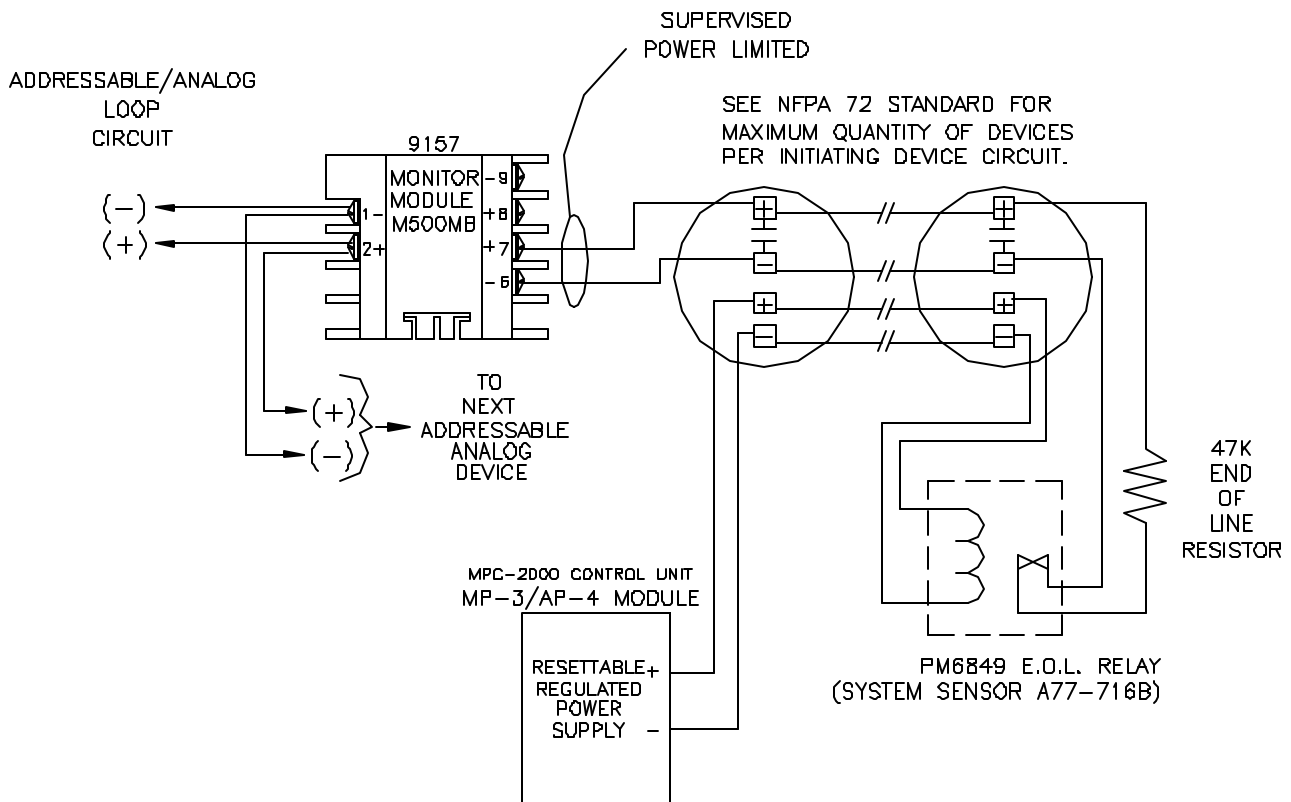 SUPERVISED
POWER LIMITED
ADDRESSABLE/ANALOG
LOOP
CIRCUIT
SEE NFPA 72 STANDARD FOR
MAXIMUM QUANTITY OF DEVICES
PER INITIATING DEVICE CIRCUIT.
9157
MONITOR
MODULE
M500MB
-9
+8
+7
-6
1-
2+
(-)
(+)
+
-
+
-
+
-
+
-
(+)
(-)
TO
NEXT
ADDRESSABLE
ANALOG
DEVICE
47K
END
OF
LINE
RESISTOR
MPC-2000 CONTROL UNIT
MP-3/AP-4 MODULE
RESETTABLE +
REGULATED
POWER
SUPPLY -
PM6849 E.O.L. RELAY
(SYSTEM SENSOR A77-716B)